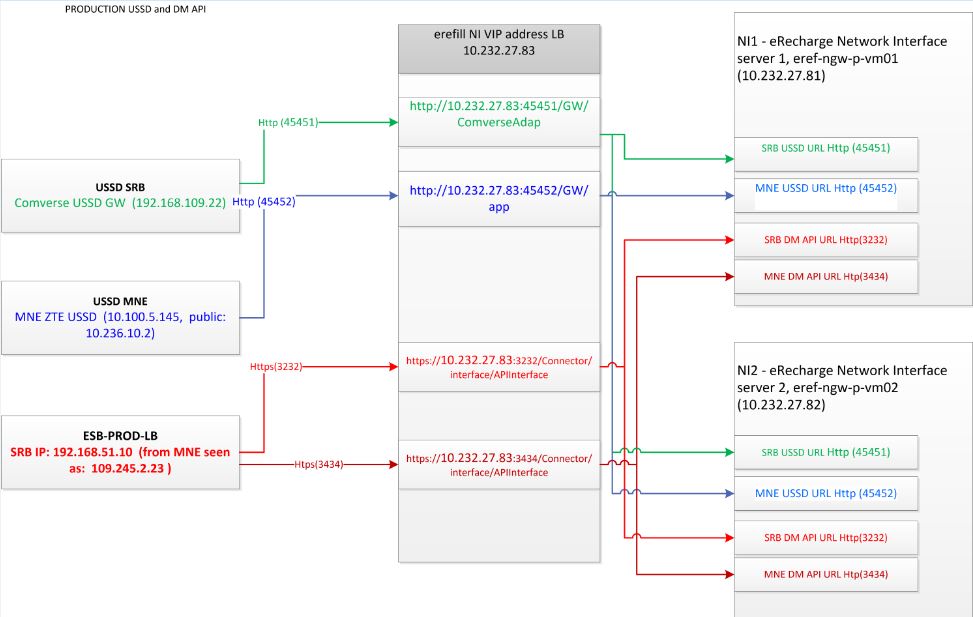 PRODUCTION USSD and DM API
erefill NI VIP address LB
10.232.27.83
http://10.232.27.83:45451/GW/
ComverseAdap
http://10.232.27.83:45452/GW/
app
https://10.232.27.83:3232/Connector/
interface/APIInterface
https://10.232.27.83:3434/Connector/
interface/APIInterface
Http (45451)
Http (45452)
Https(3232)
Htps(3434)
USSD SRB
Comverse USSD GW (192.168.109.22)
USSD MNE
MNE ZTE USSD (10.100.5.145, public:
10.236.10.2)
ESB-PROD-LB
SRB IP: 192.168.51.10 (from MNE seen
as: 109.245.2.23 )
NI1 - eRecharge Network Interface
server 1, eref-ngw-p-vm01
(10.232.27.81)
SRB USSD URL Http (45451)
MNE USSD URL Http (45452)
SRB DM API URL Http(3232)
MNE DM API URL Http(3434)
NI2 - eRecharge Network Interface
server 2, eref-ngw-p-vm02
(10.232.27.82)
SRB USSD URL Http (45451)
MNE USSD URL Http (45452)
SRB DM API URL Http(3232)
MNE DM API URL Http(3434)